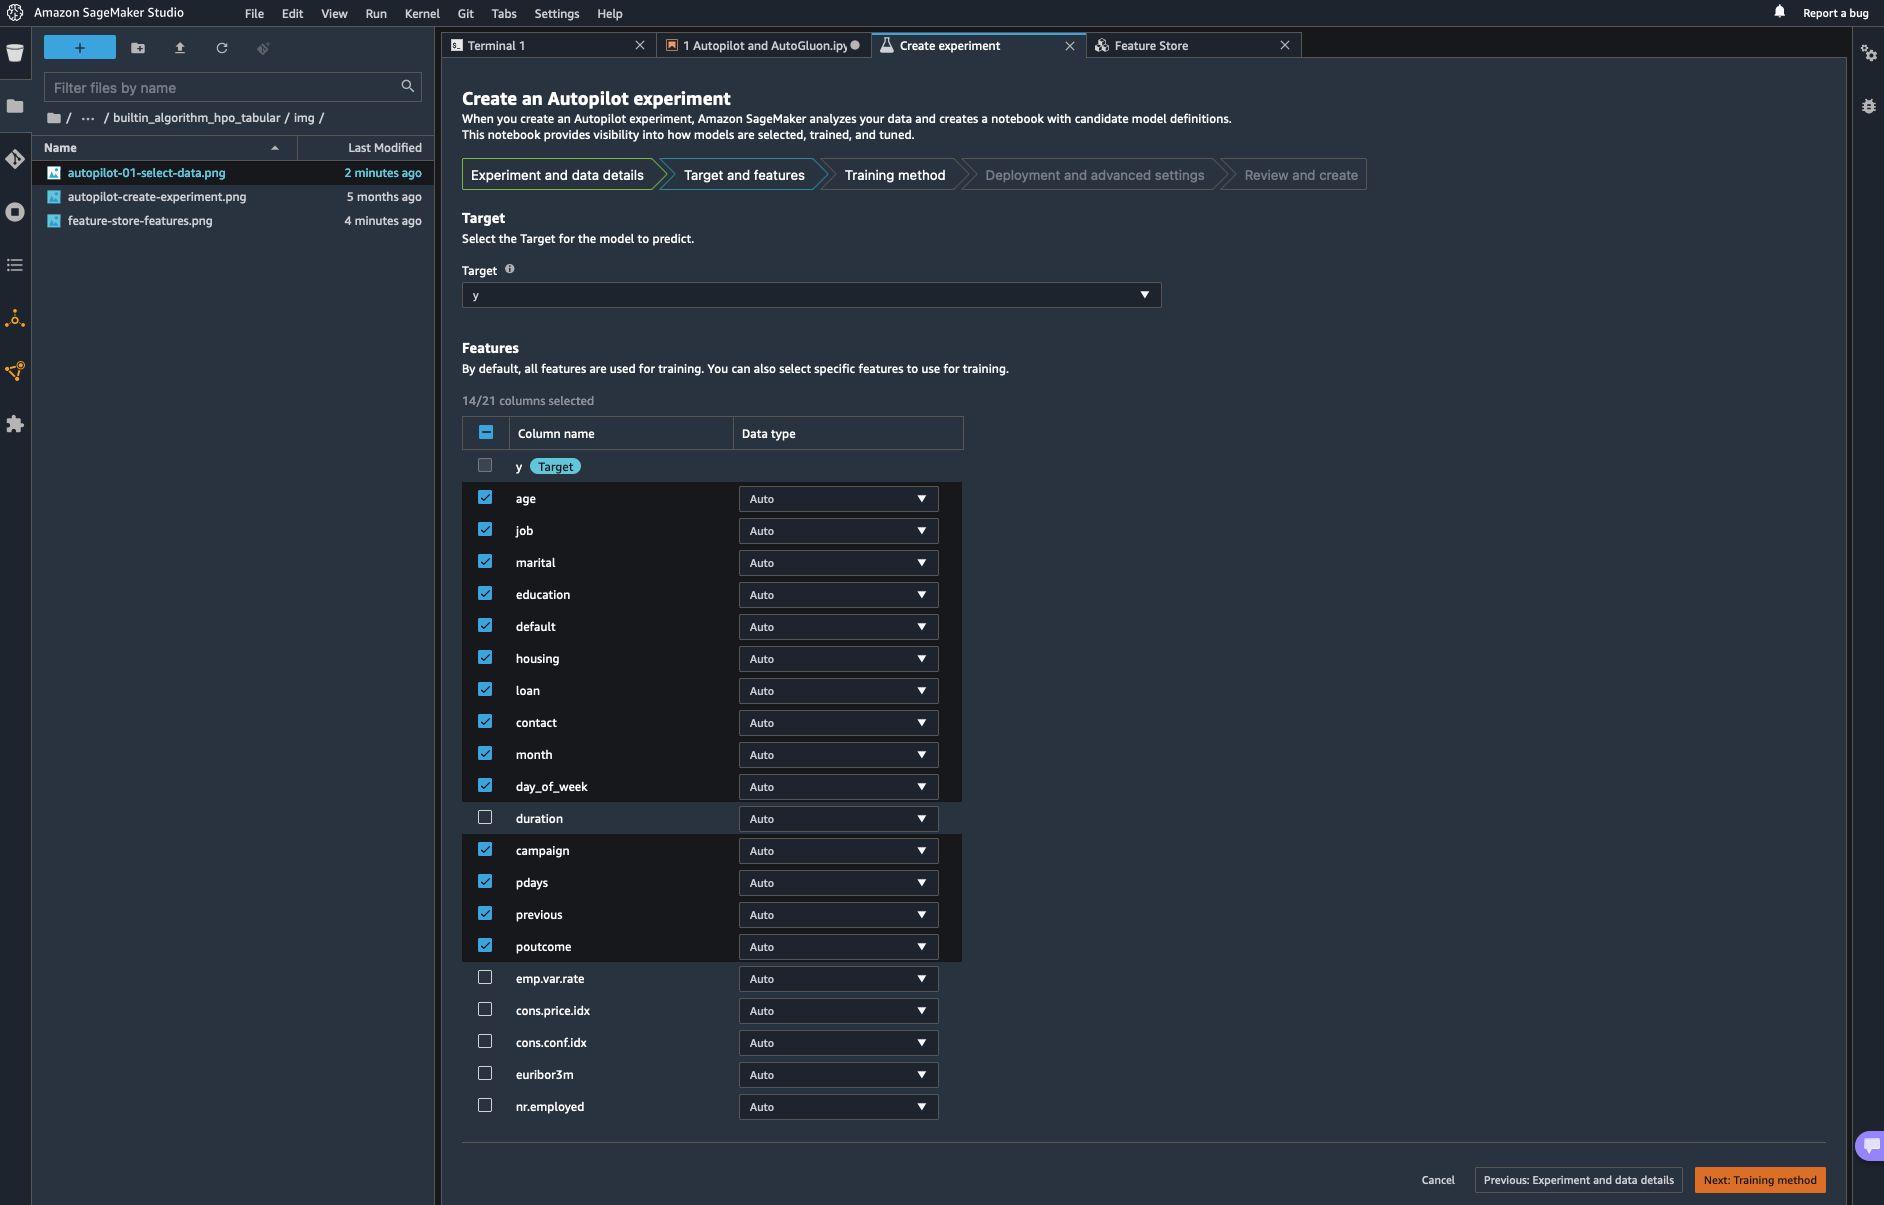 Amazon SageMaker Studio File Edit View Run Kernel Git Tabs Settings Help Report a bug
Terminal 1 1 Autopilot and AutoGluon.ipy Create experiment Feature Store
Filter files by name
/ ... / builtin_algorithm_hpo_tabular / img /
Name Last Modified
autopilot-01-select-data.png 2 minutes ago
autopilot-create-experiment.png 5 months ago
feature-store-features.png 4 minutes ago
Create an Autopilot experiment
When you create an Autopilot experiment, Amazon SageMaker analyzes your data and creates a notebook with candidate model definitions.
This notebook provides visibility into how models are selected, trained, and tuned.
Experiment and data details Target and features Training method Deployment and advanced settings Review and create
Target
Select the Target for the model to predict.
Target
y
Features
By default, all features are used for training. You can also select specific features to use for training.
14/21 columns selected
Column name Data type
y Target
age Auto
job Auto
marital Auto
education Auto
default Auto
housing Auto
loan Auto
contact Auto
month Auto
day_of_week Auto
duration Auto
campaign Auto
pdays Auto
previous Auto
poutcome Auto
emp.var.rate Auto
cons.price.idx Auto
cons.conf.idx Auto
euribor3m Auto
nr.employed Auto
Cancel Previous: Experiment and data details Next: Training method